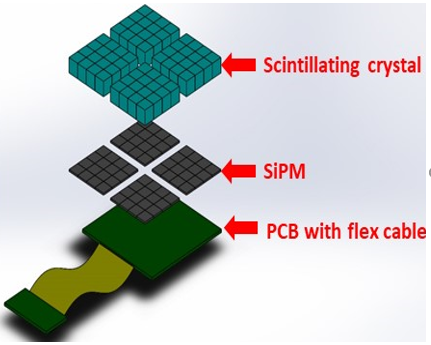 Scintillating crystal
SiPM
PCB with flex cable